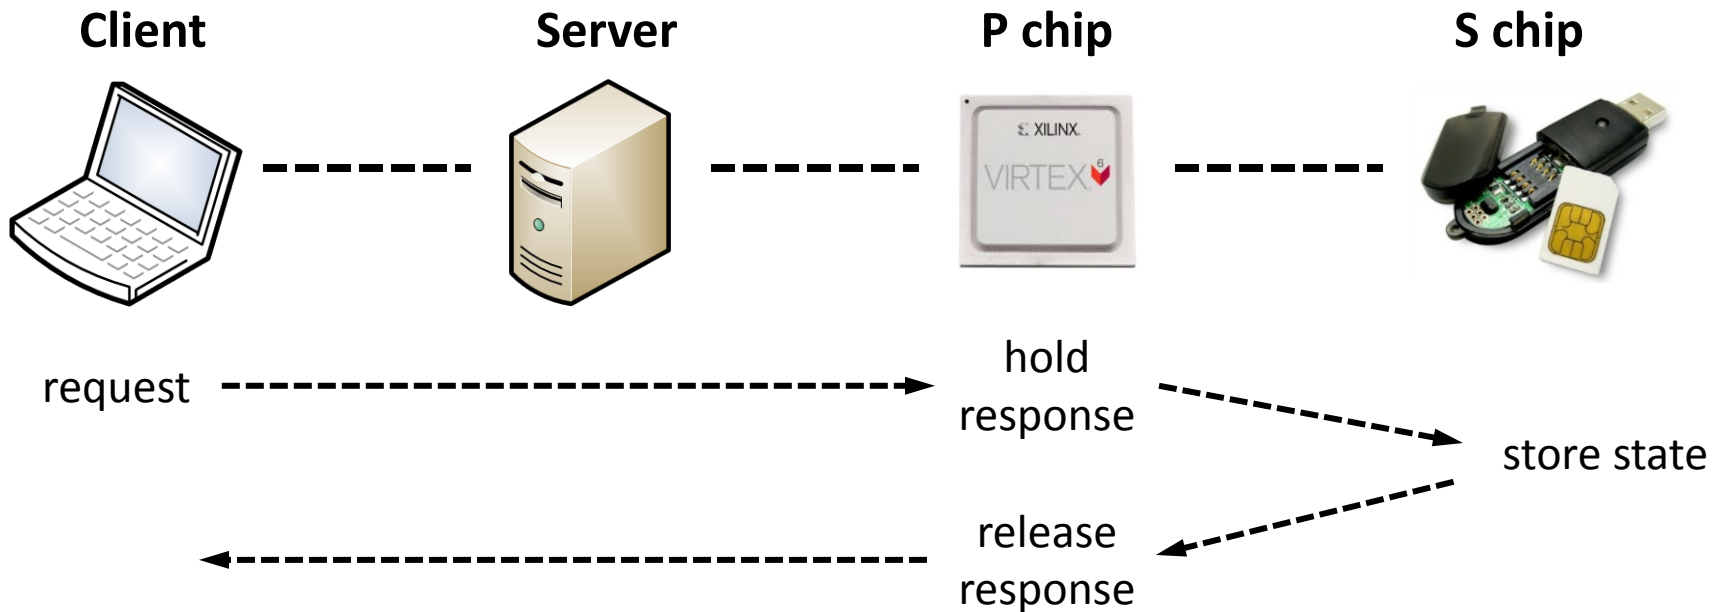 Client
Server
P chip
S chip
XILINX
VIRTEX 6
request
hold
response
store state
release
response